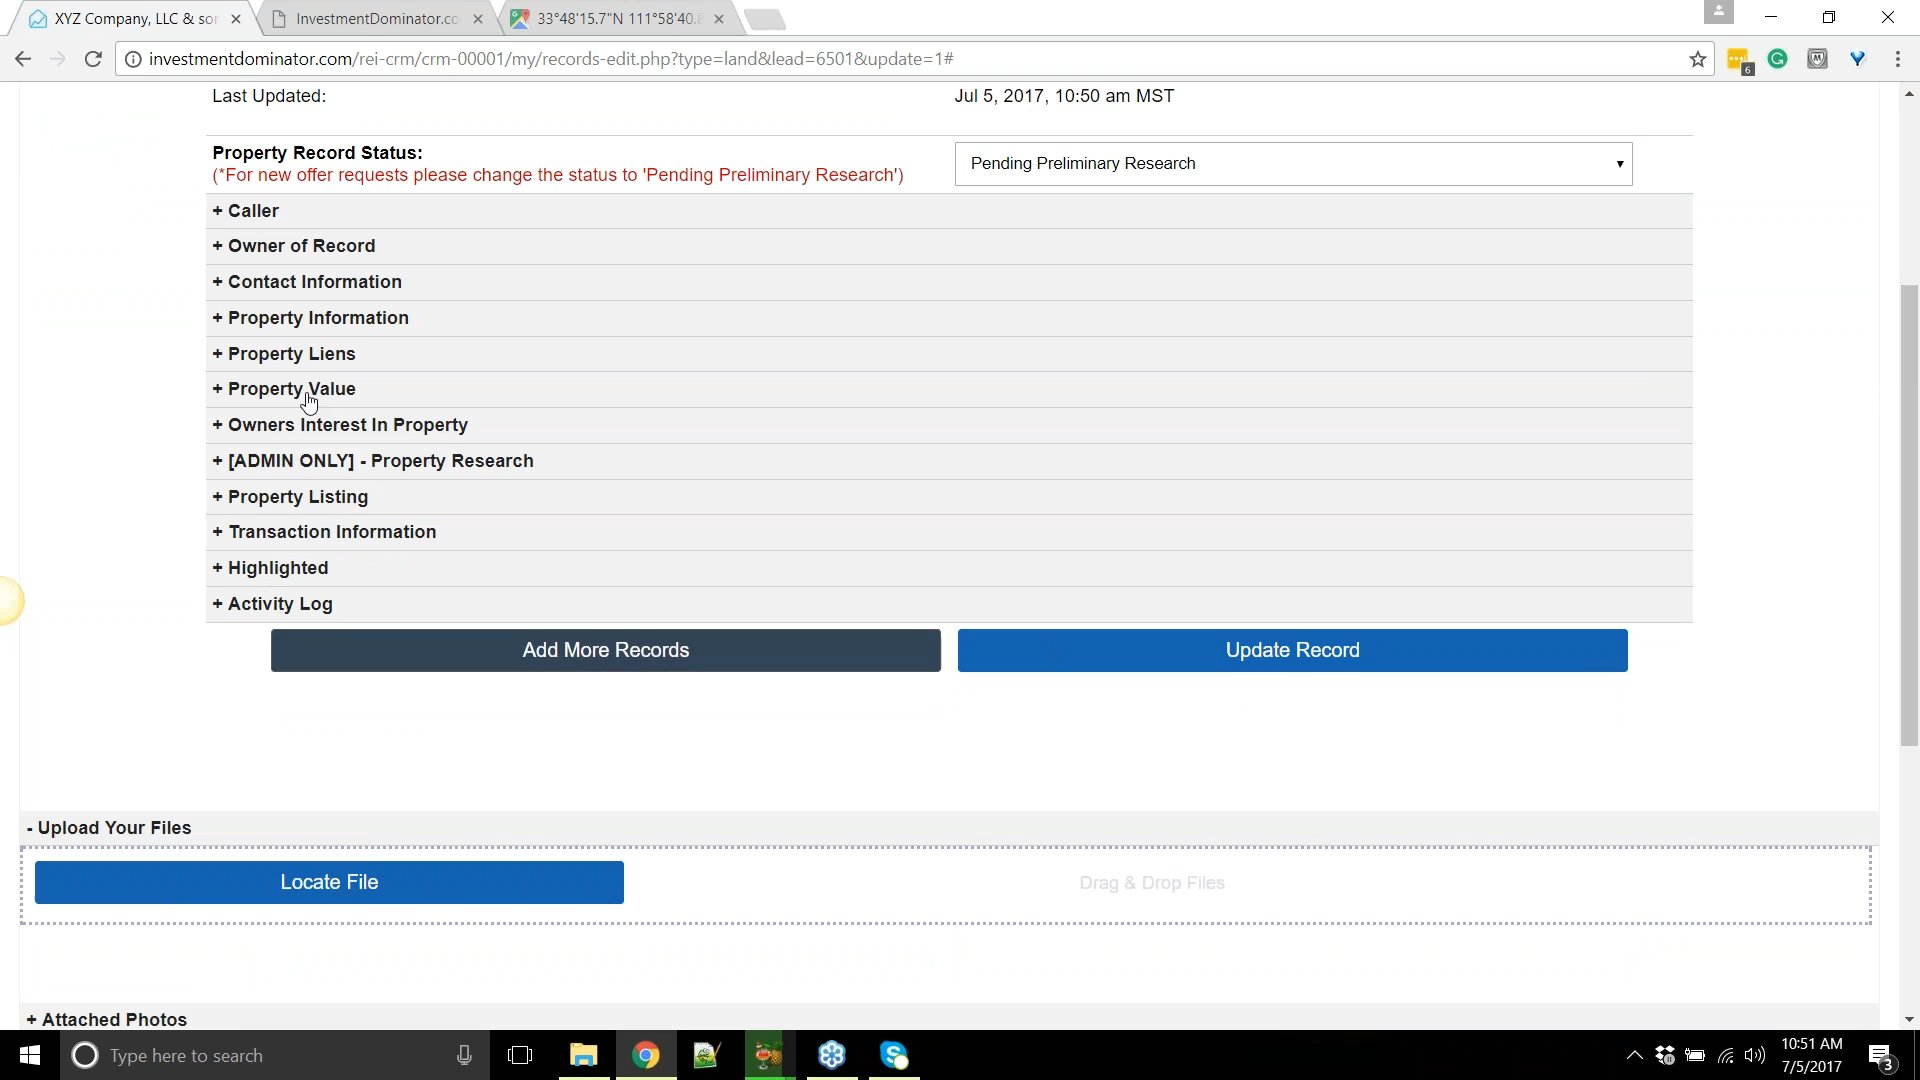 XYZ Company, LLC & sor
InvestmentDominator.co
33°48'15.7"N 111°58'40.8
investmentdominator.com/rei-crm/crm-00001/my/records-edit.php?type=land&lead=6501&update=1#
6
Last Updated:
Jul 5, 2017, 10:50 am MST
Property Record Status:
(*For new offer requests please change the status to 'Pending Preliminary Research')
Pending Preliminary Research
+ Caller
+ Owner of Record
+ Contact Information
+ Property Information
+ Property Liens
+ Property Value
+ Owners Interest In Property
+ [ADMIN ONLY] - Property Research
+ Property Listing
+ Transaction Information
+ Highlighted
+ Activity Log
Add More Records
Update Record
- Upload Your Files
Locate File
Drag & Drop Files
+ Attached Photos
Type here to search
10:51 AM
7/5/2017
3